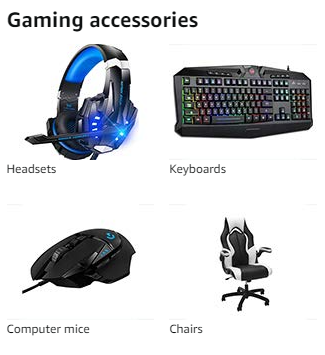 Gaming accessories
Headsets
Keyboards
Computer mice
Chairs